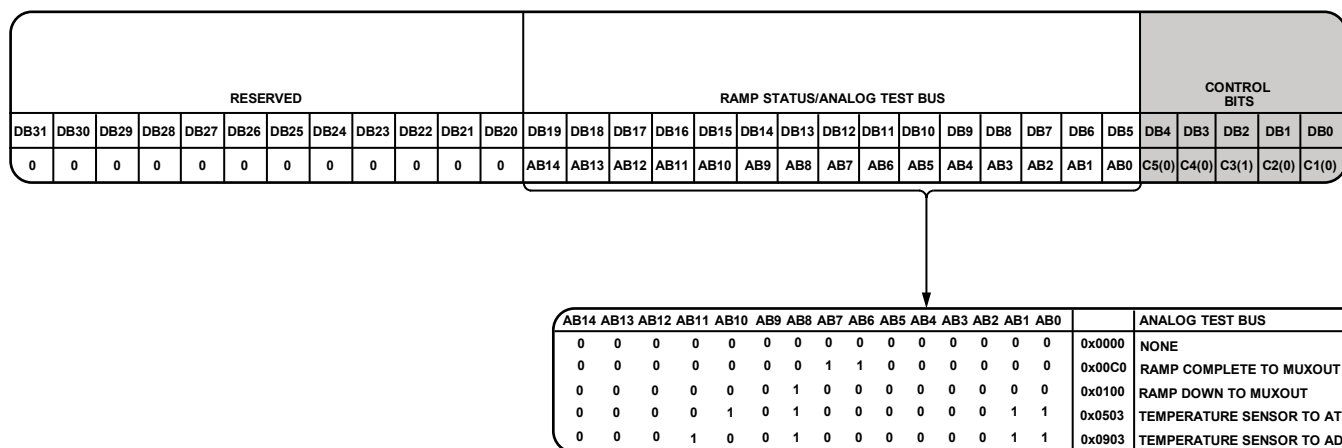 RESERVED
RAMP STATUS/ANALOG TEST BUS
CONTROL
BITS
DB31 DB30 DB29 DB28 DB27 DB26 DB25 DB24 DB23 DB22 DB21 DB20 DB19 DB18 DB17 DB16 DB15 DB14 DB13 DB12 DB11 DB10 DB9 DB8 DB7 DB6 DB5 DB4 DB3 DB2 DB1 DB0
0 0 0 0 0 0 0 0 0 0 0 0 AB14 AB13 AB12 AB11 AB10 AB9 AB8 AB7 AB6 AB5 AB4 AB3 AB2 AB1 AB0 C5(0) C4(0) C3(1) C2(0) C1(0)
AB14 AB13 AB12 AB11 AB10 AB9 AB8 AB7 AB6 AB5 AB4 AB3 AB2 AB1 AB0 ANALOG TEST BUS
0 0 0 0 0 0 0 0 0 0 0 0 0 0 0 0x0000 NONE
0 0 0 0 0 0 0 1 1 0 0 0 0 0 0 0x00C0 RAMP COMPLETE TO MUXOUT
0 0 0 0 0 0 1 0 0 0 0 0 0 0 0 0x0100 RAMP DOWN TO MUXOUT
0 0 0 0 1 0 1 0 0 0 0 0 0 1 1 0x0503 TEMPERATURE SENSOR TO AT
0 0 0 1 0 0 1 0 0 0 0 0 0 1 1 0x0903 TEMPERATURE SENSOR TO AD